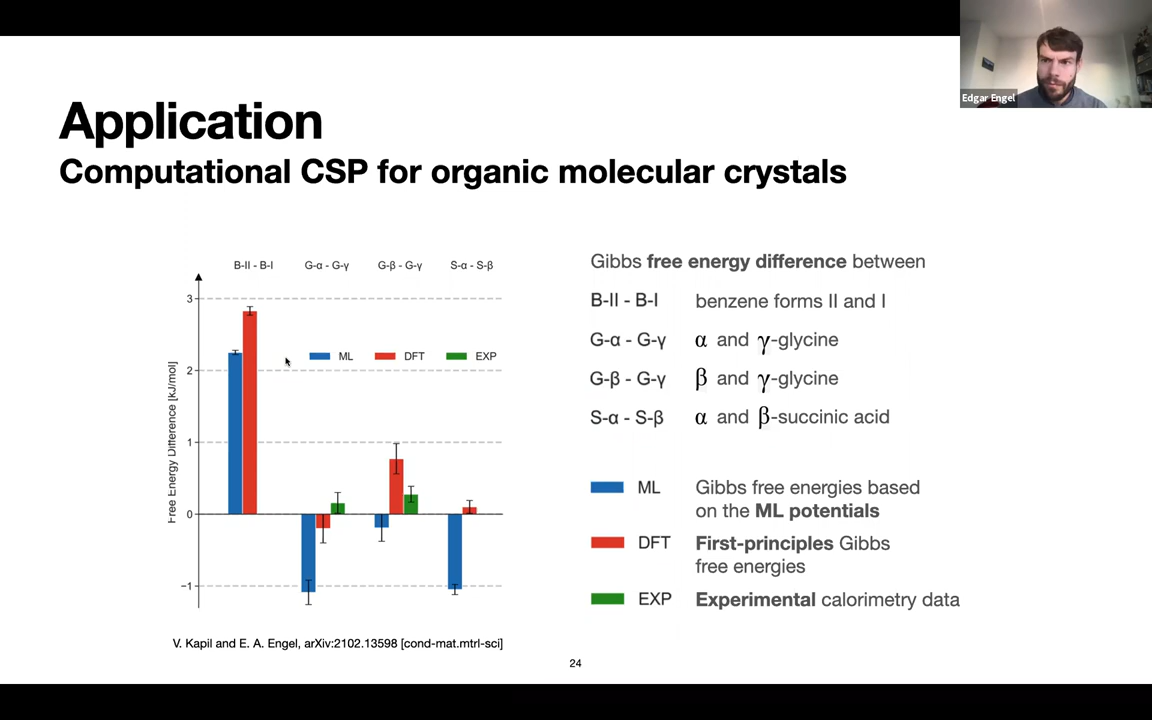 Edgar Engel
Application
Computational CSP for organic molecular crystals
B-II - B-I
G-α - G-γ
G-β - G-γ
S-α - S-β
3
2
1
0
−1
Free Energy Difference [kJ/mol]
ML
DFT
EXP
V. Kapil and E. A. Engel, arXiv:2102.13598 [cond-mat.mtrl-sci]
Gibbs free energy difference between
B-II - B-I benzene forms II and I
G-α - G-γ α and γ-glycine
G-β - G-γ β and γ-glycine
S-α - S-β α and β-succinic acid
ML Gibbs free energies based
on the ML potentials
DFT First-principles Gibbs
free energies
EXP Experimental calorimetry data
24